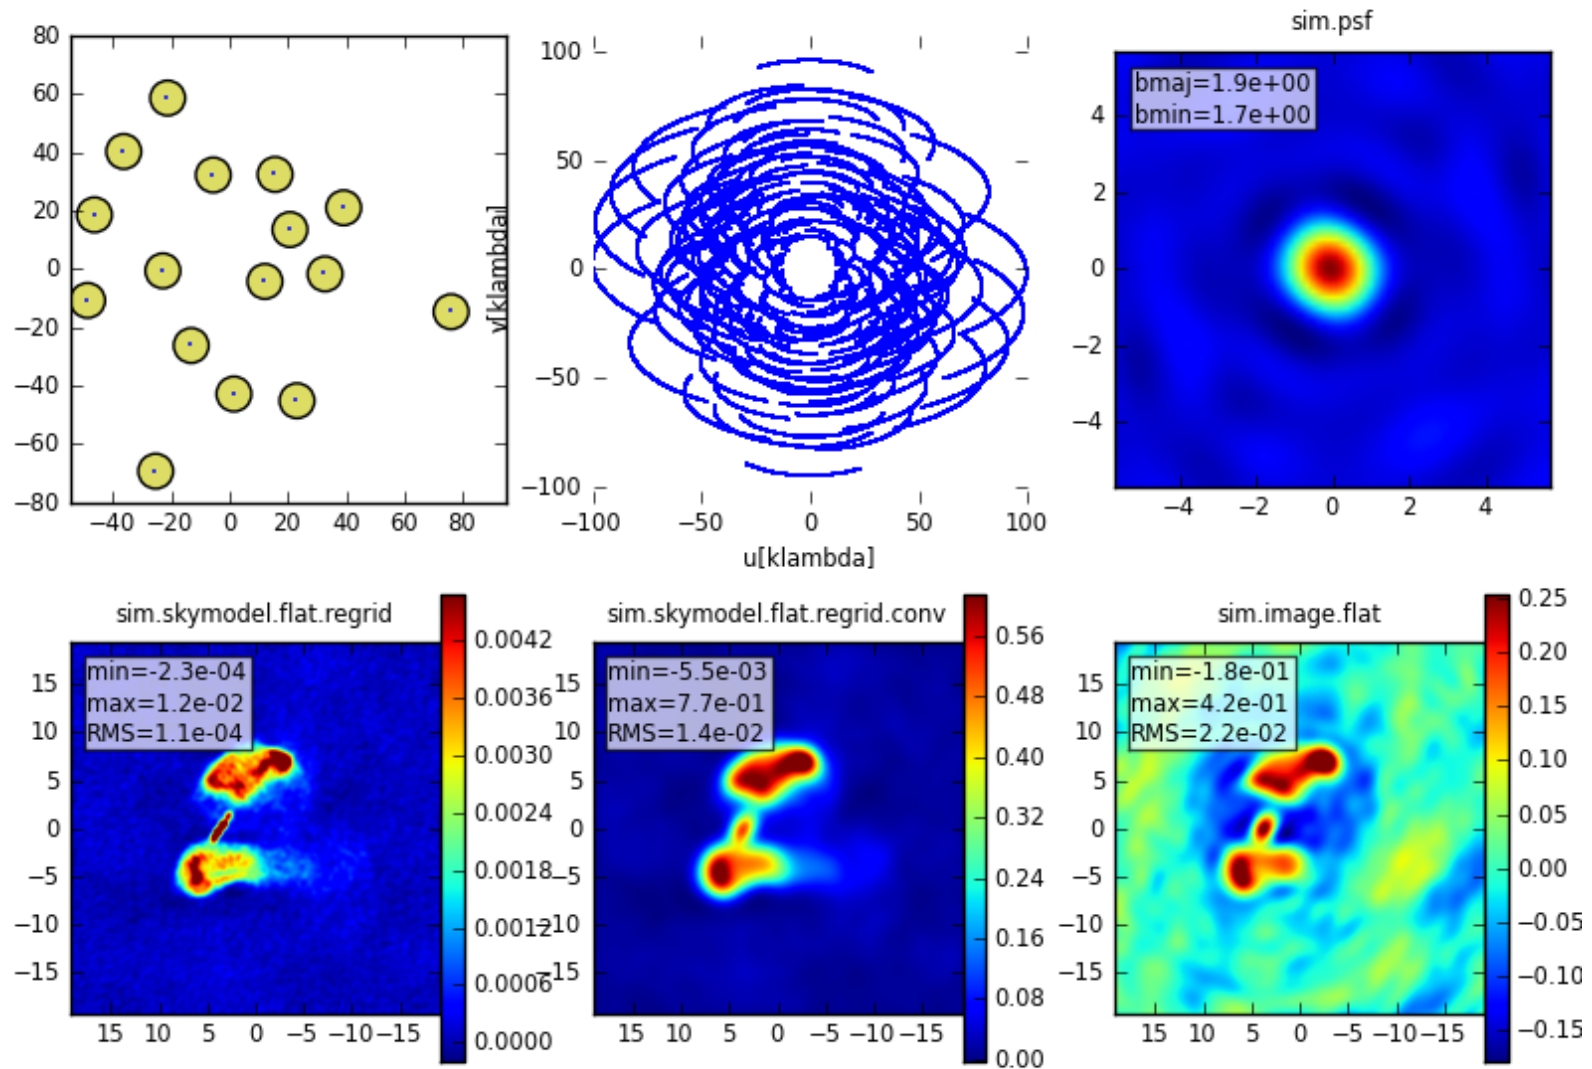 sim.psf
80
60
40
20
0
−20
−40
−60
−80
−40 −20 0 20 40 60 80
v[klambda]
100
50
0
−50
−100
−100 −50 0 50 100
u[klambda]
bmaj=1.9e+00
bmin=1.7e+00
4
2
0
−2
−4
−4 −2 0 2 4
sim.skymodel.flat.regrid
min=-2.3e-04
max=1.2e-02
RMS=1.1e-04
15
10
5
0
−5
−10
−15
15 10 5 0 −5 −10 −15
0.0042
0.0036
0.0030
0.0024
0.0018
0.0012
0.0006
0.0000
sim.skymodel.flat.regrid.conv
min=-5.5e-03
max=7.7e-01
RMS=1.4e-02
15
10
5
0
−5
−10
−15
15 10 5 0 −5 −10 −15
0.56
0.48
0.40
0.32
0.24
0.16
0.08
0.00
sim.image.flat
min=-1.8e-01
max=4.2e-01
RMS=2.2e-02
15
10
5
0
−5
−10
−15
15 10 5 0 −5 −10 −15
0.25
0.20
0.15
0.10
0.05
0.00
−0.05
−0.10
−0.15